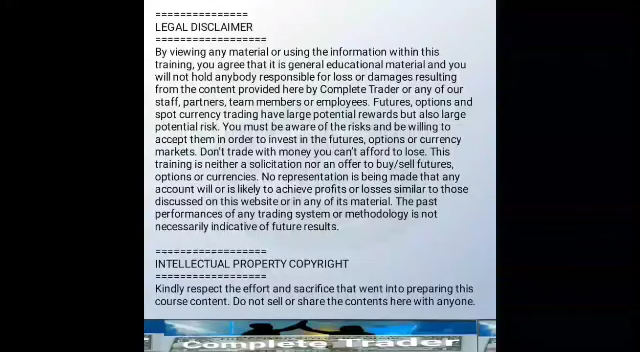 ===============
LEGAL DISCLAIMER
==================
By viewing any material or using the information within this
training, you agree that it is general educational material and you
will not hold anybody responsible for loss or damages resulting
from the content provided here by Complete Trader or any of our
staff, partners, team members or employees. Futures, options and
spot currency trading have large potential rewards but also large
potential risk. You must be aware of the risks and be willing to
accept them in order to invest in the futures, options or currency
markets. Don't trade with money you can't afford to lose. This
training is neither a solicitation nor an offer to buy/sell futures,
options or currencies. No representation is being made that any
account will or is likely to achieve profits or losses similar to those
discussed on this website or in any of its material. The past
performances of any trading system or methodology is not
necessarily indicative of future results.
==================
INTELLECTUAL PROPERTY COPYRIGHT
==================
Kindly respect the effort and sacrifice that went into preparing this
course content. Do not sell or share the contents here with anyone.
Complete Trader